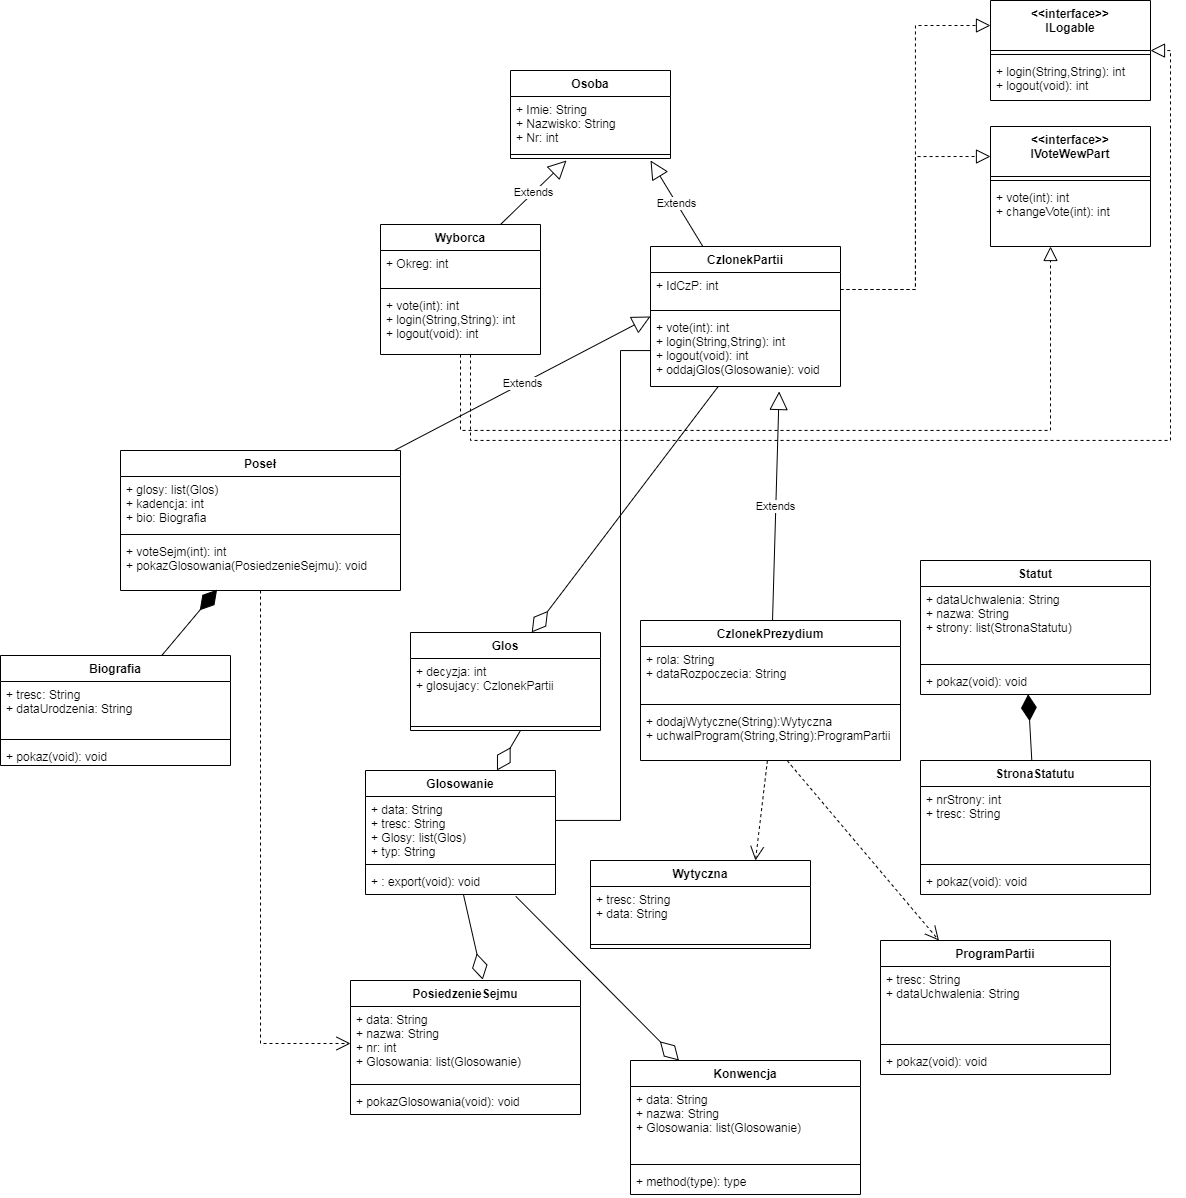 <<interface>>
ILogable
+ login(String,String): int
+ logout(void): int
Osoba
+ Imie: String
+ Nazwisko: String
+ Nr: int
<<interface>>
IVoteWewPart
+ vote(int): int
+ changeVote(int): int
Extends
Extends
Wyborca
+ Okreg: int
+ vote(int): int
+ login(String,String): int
+ logout(void): int
CzlonekPartii
+ IdCzP: int
+ vote(int): int
+ login(String,String): int
+ logout(void): int
+ oddajGlos(Glosowanie): void
Extends
Extends
Poseł
+ glosy: list(Glos)
+ kadencja: int
+ bio: Biografia
+ voteSejm(int): int
+ pokazGlosowania(PosiedzenieSejmu): void
Statut
+ dataUchwalenia: String
+ nazwa: String
+ strony: list(StronaStatutu)
+ pokaz(void): void
Biografia
+ tresc: String
+ dataUrodzenia: String
+ pokaz(void): void
Glos
+ decyzja: int
+ glosujacy: CzlonekPartii
CzlonekPrezydium
+ rola: String
+ dataRozpoczecia: String
+ dodajWytyczne(String):Wytyczna
+ uchwalProgram(String,String):ProgramPartii
Glosowanie
+ data: String
+ tresc: String
+ Glosy: list(Glos)
+ typ: String
+ : export(void): void
StronaStatutu
+ nrStrony: int
+ tresc: String
+ pokaz(void): void
Wytyczna
+ tresc: String
+ data: String
ProgramPartii
+ tresc: String
+ dataUchwalenia: String
+ pokaz(void): void
PosiedzenieSejmu
+ data: String
+ nazwa: String
+ nr: int
+ Glosowania: list(Glosowanie)
+ pokazGlosowania(void): void
Konwencja
+ data: String
+ nazwa: String
+ Glosowania: list(Glosowanie)
+ method(type): type